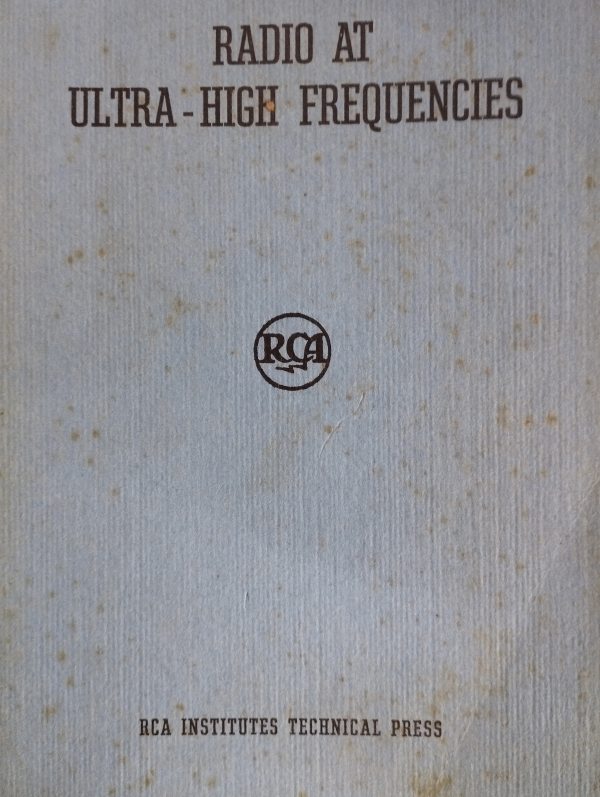 RADIO AT
ULTRA-HIGH FREQUENCIES
RCA
RCA INSTITUTES TECHNICAL PRESS